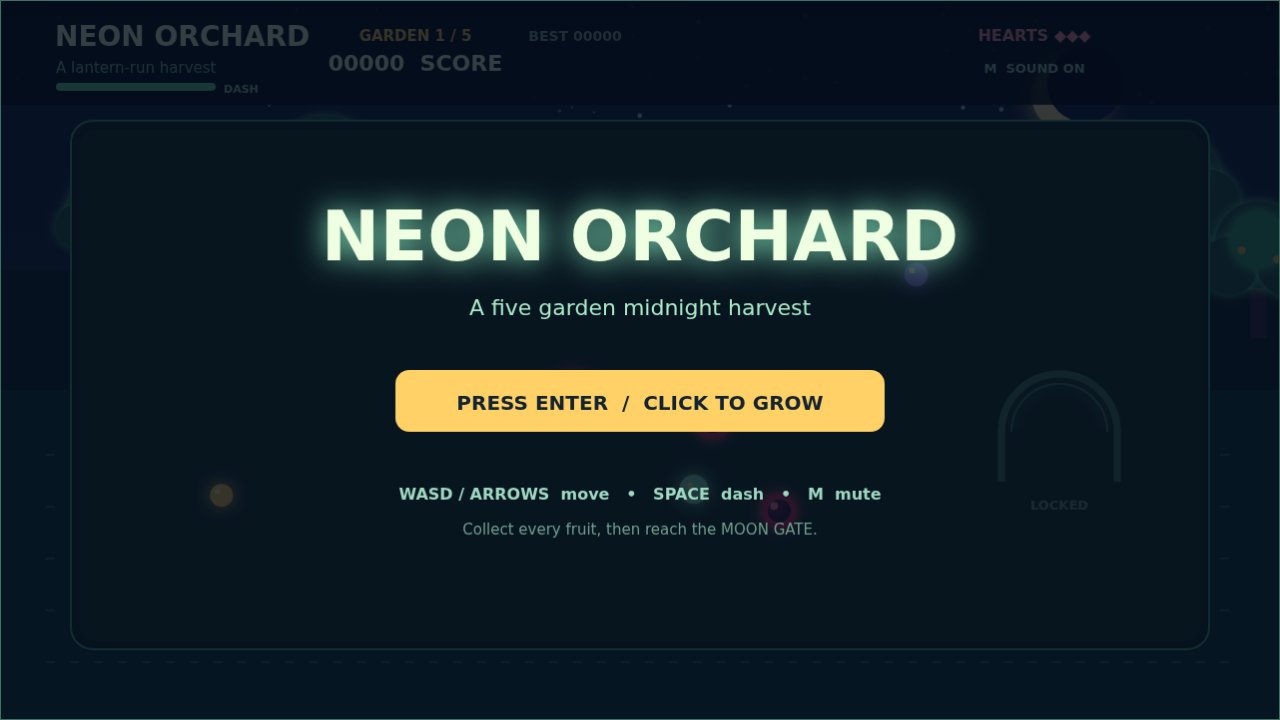 NEON ORCHARD
A lantern-run harvest
DASH
GARDEN 1 / 5
BEST 00000
00000 SCORE
HEARTS ◆◆◆
M SOUND ON
NEON ORCHARD
A five garden midnight harvest
PRESS ENTER / CLICK TO GROW
WASD / ARROWS move • SPACE dash • M mute
Collect every fruit, then reach the MOON GATE.
LOCKED